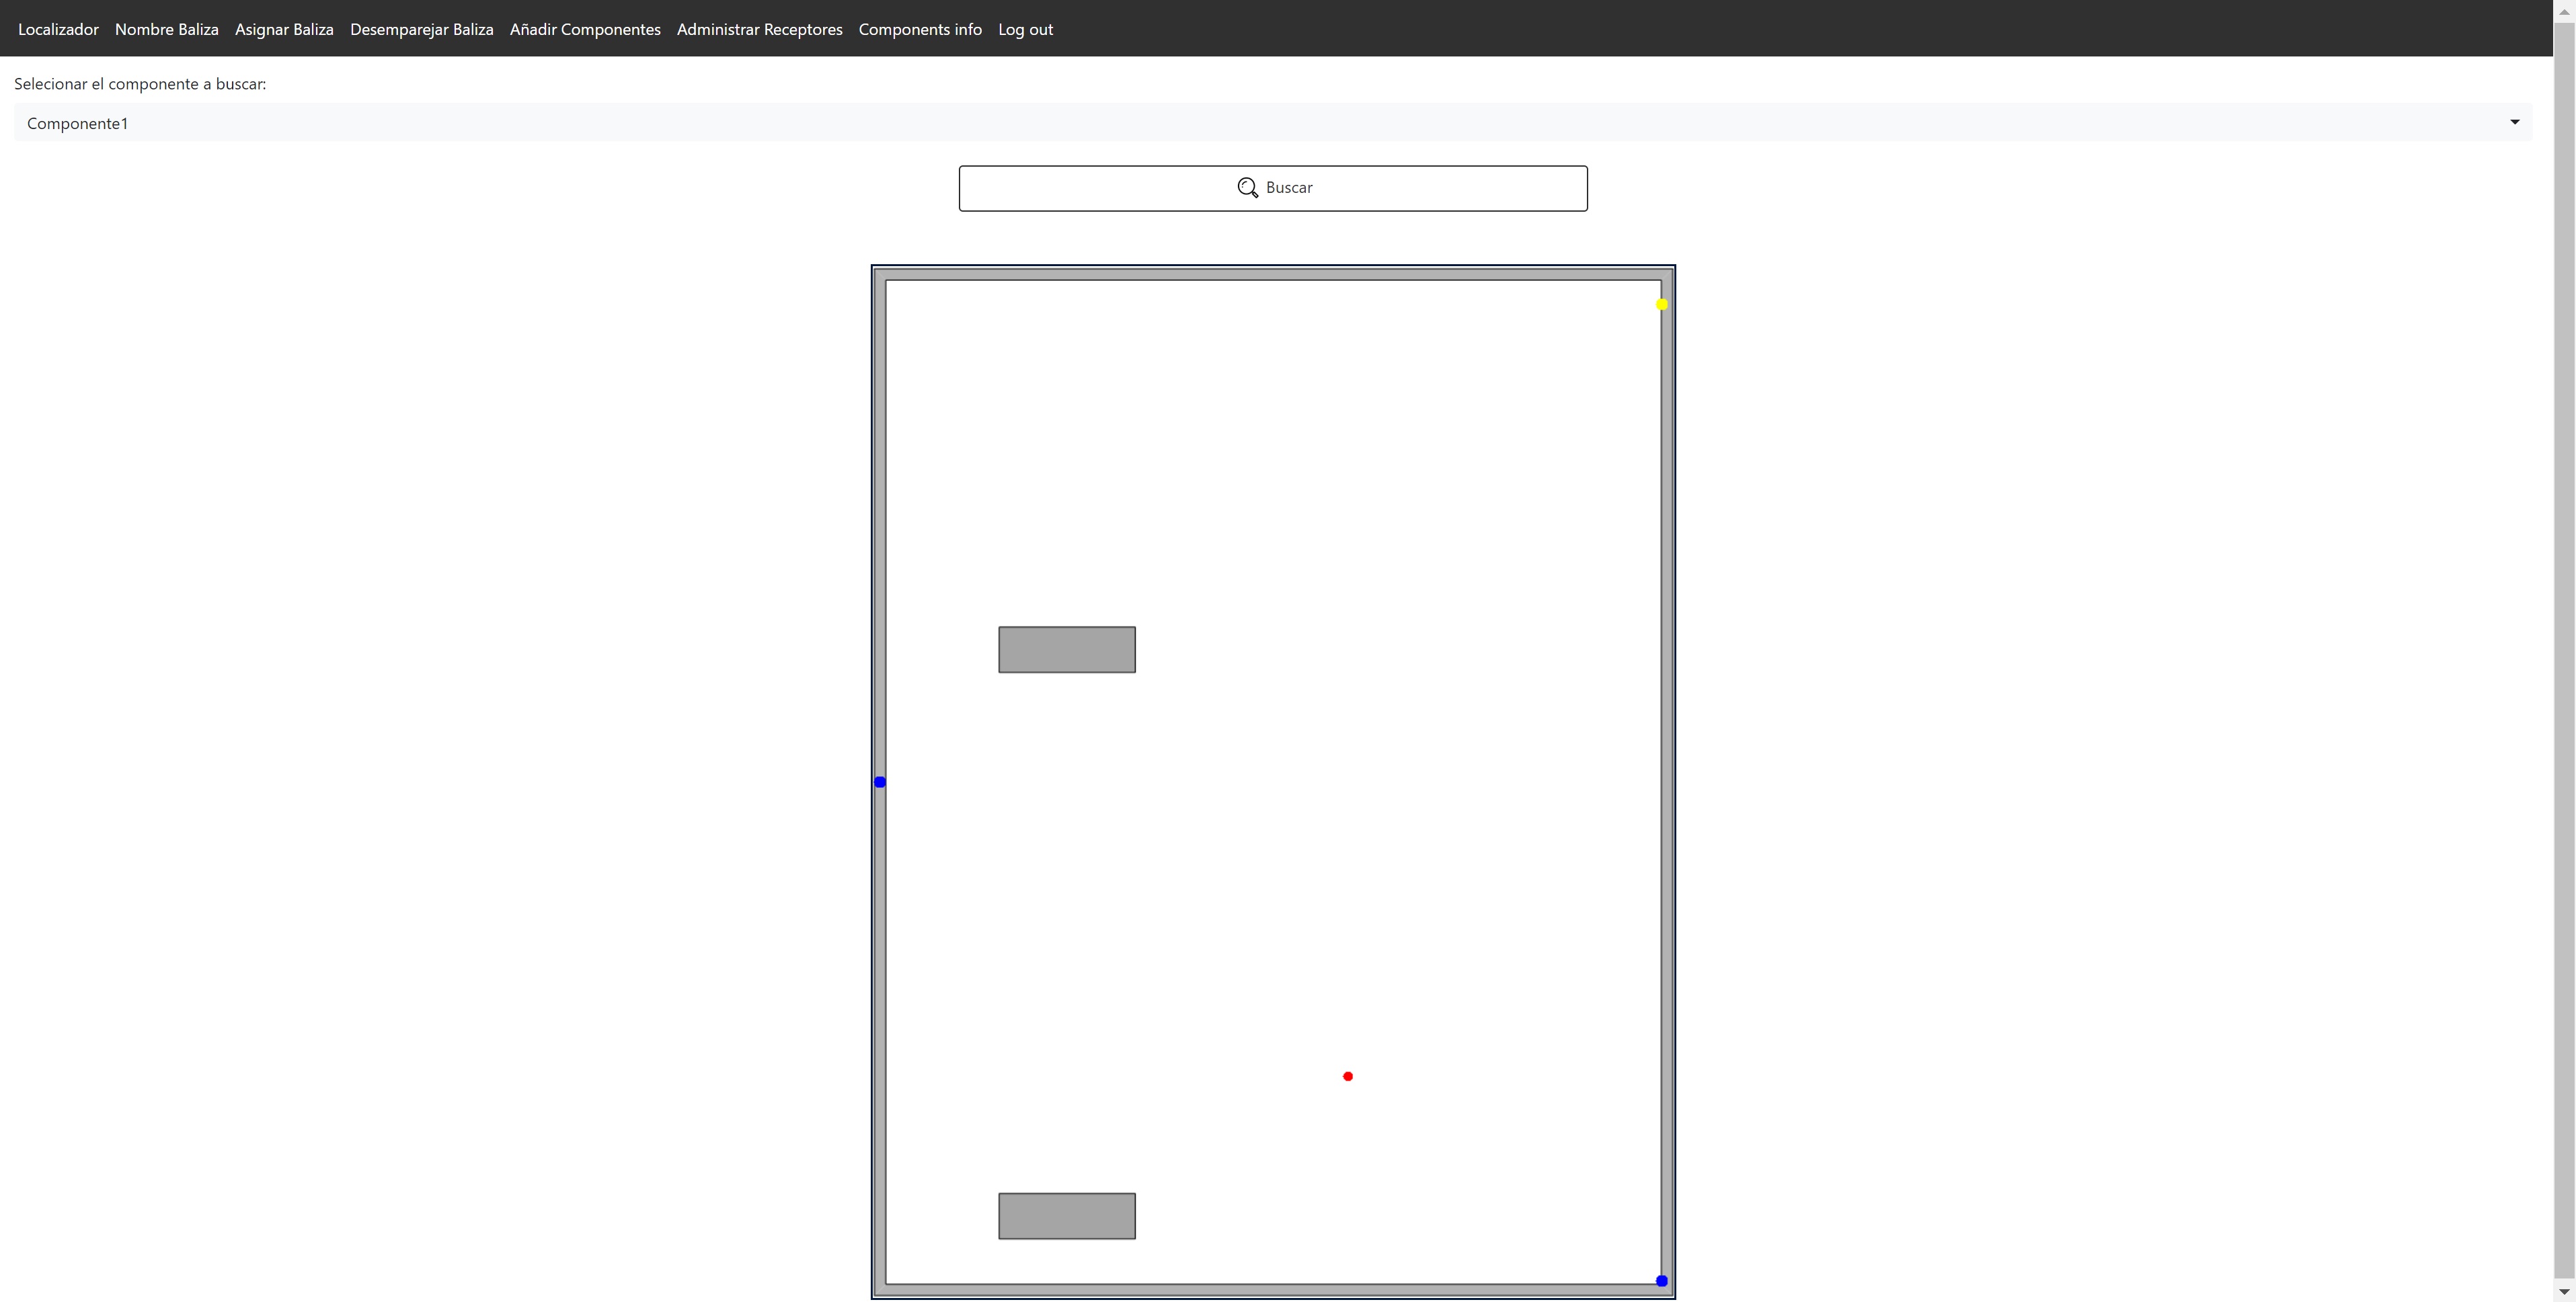 Localizador Nombre Baliza Asignar Baliza Desemparejar Baliza Añadir Componentes Administrar Receptores Components info Log out
Selecionar el componente a buscar:
Componente1
Buscar